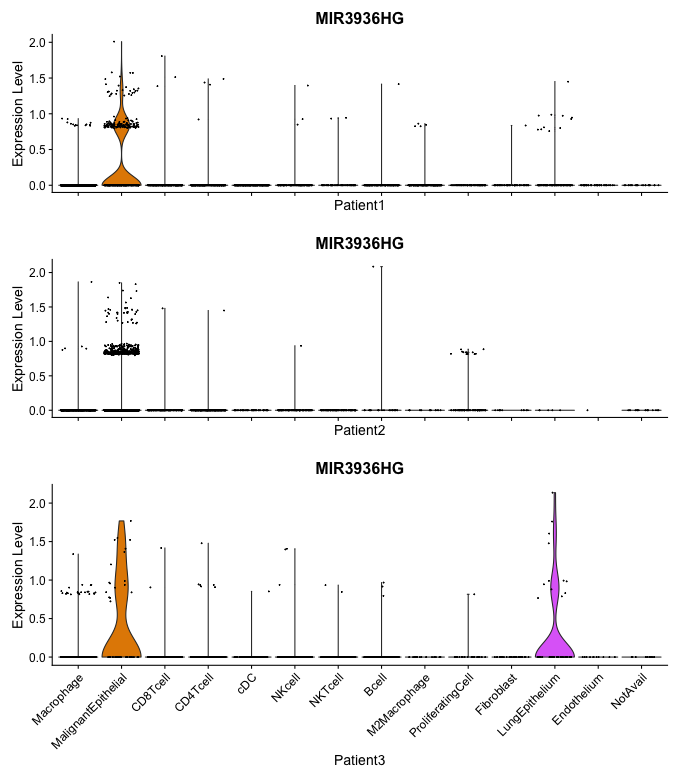 MIR3936HG
Expression Level
2.0
1.5
1.0
0.5
0.0
Patient1
MIR3936HG
Expression Level
2.0
1.5
1.0
0.5
0.0
Patient2
MIR3936HG
Expression Level
2.0
1.5
1.0
0.5
0.0
Macrophage
MalignantEpithelial
CD8Tcell
CD4Tcell
cDC
NKcell
NKTcell
Bcell
M2Macrophage
ProliferatingCell
Fibroblast
LungEpithelium
Endothelium
NotAvail
Patient3